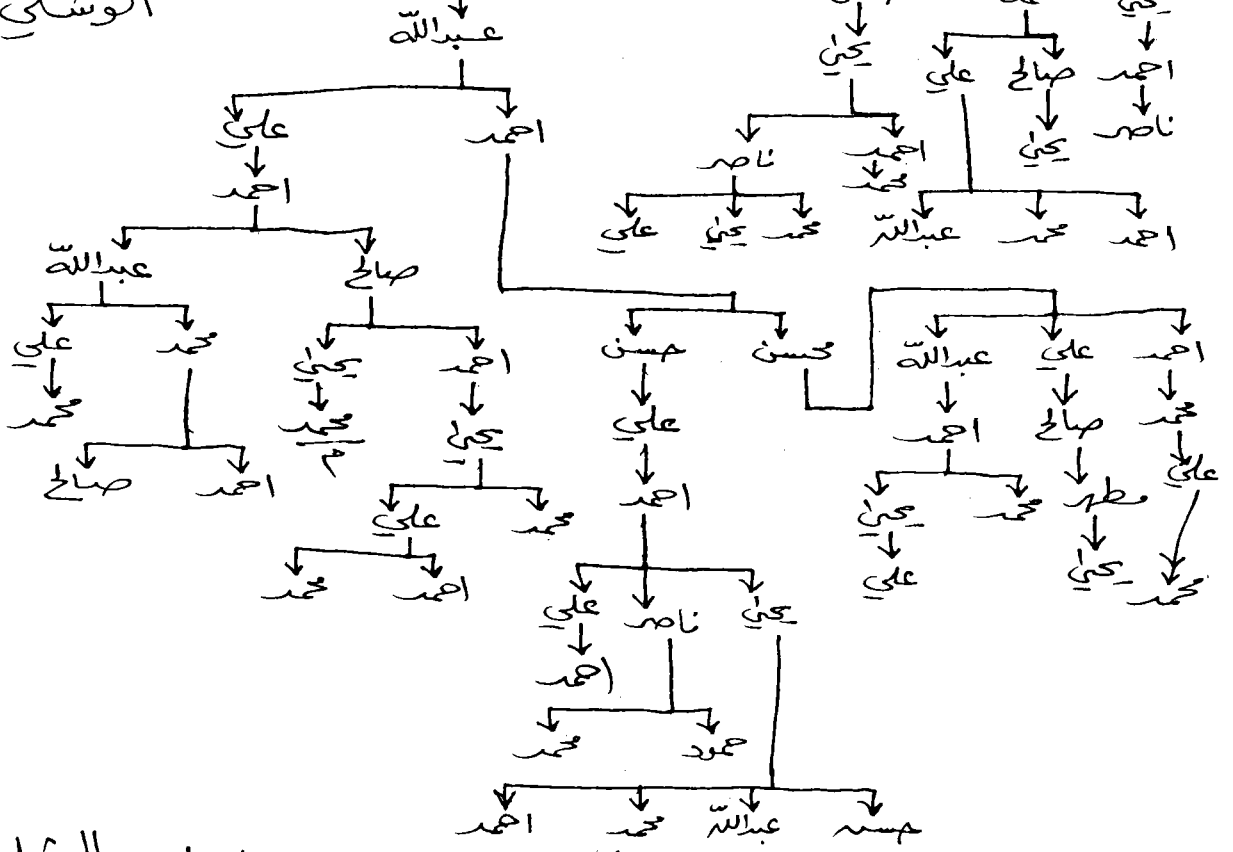 الوشلي
عبدالله
يحيى
علي صالح احمد
علي احمد
ناصر احمد يحيى ناصر
احمد محمد
علي يحيى محمد عبدالله محمد احمد
عبدالله صالح
علي محمد يحيى احمد حسن محسن عبدالله علي احمد
محمد محمد يحيى علي احمد صالح محمد
م
صالح احمد احمد مطهر علي
علي محمد يحيى محمد
محمد احمد علي يحيى محمد
علي ناصر يحيى
احمد
محمد حمود
احمد محمد عبدالله حسن